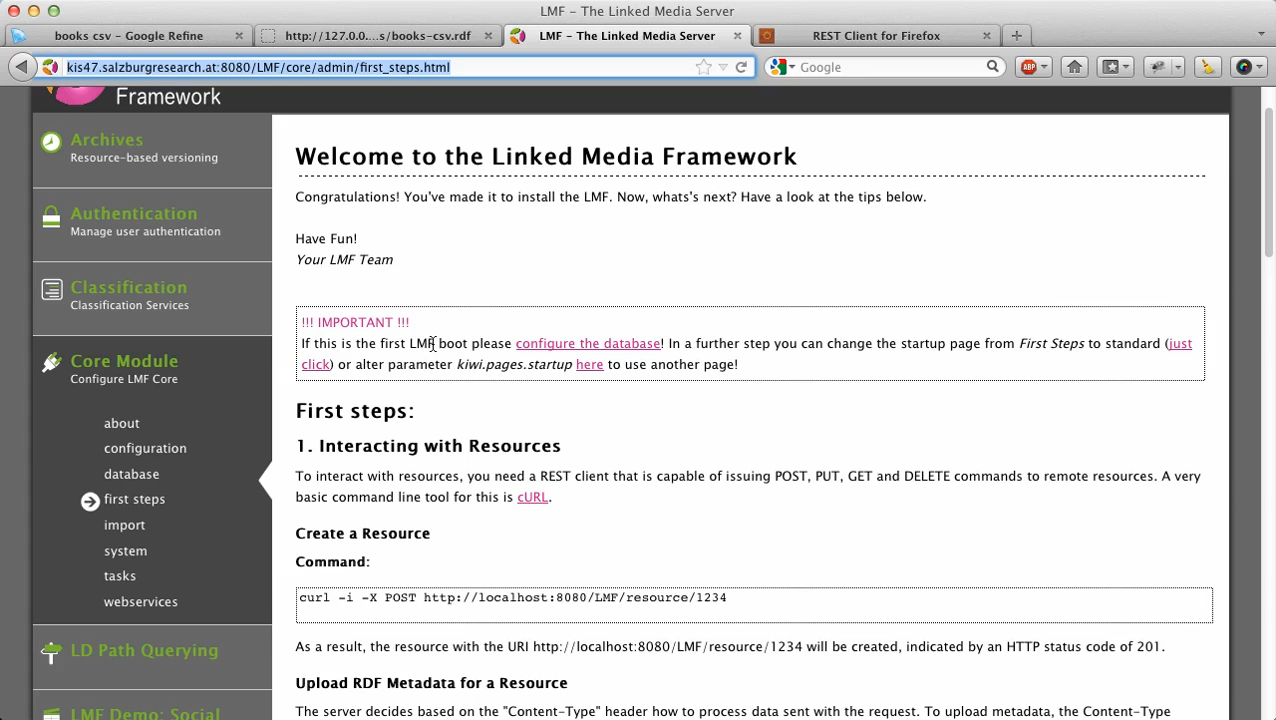 LMF – The Linked Media Server
books csv - Google Refine
http://127.0.0....s/books-csv.rdf
LMF - The Linked Media Server
REST Client for Firefox
kis47.salzburgresearch.at:8080/LMF/core/admin/first_steps.html
Google
ABP
Framework
Archives
Resource-based versioning
Authentication
Manage user authentication
Classification
Classification Services
Core Module
Configure LMF Core
about
configuration
database
first steps
import
system
tasks
webservices
LD Path Querying
LMF Demo: Social
Welcome to the Linked Media Framework
Congratulations! You've made it to install the LMF. Now, whats's next? Have a look at the tips below.
Have Fun!
Your LMF Team
!!! IMPORTANT !!!
If this is the first LMF boot please configure the database! In a further step you can change the startup page from First Steps to standard (just
click) or alter parameter kiwi.pages.startup here to use another page!
First steps:
1. Interacting with Resources
To interact with resources, you need a REST client that is capable of issuing POST, PUT, GET and DELETE commands to remote resources. A very
basic command line tool for this is cURL.
Create a Resource
Command:
curl -i -X POST http://localhost:8080/LMF/resource/1234
As a result, the resource with the URI http://localhost:8080/LMF/resource/1234 will be created, indicated by an HTTP status code of 201.
Upload RDF Metadata for a Resource
The server decides based on the "Content-Type" header how to process data sent with the request. To upload metadata, the Content-Type